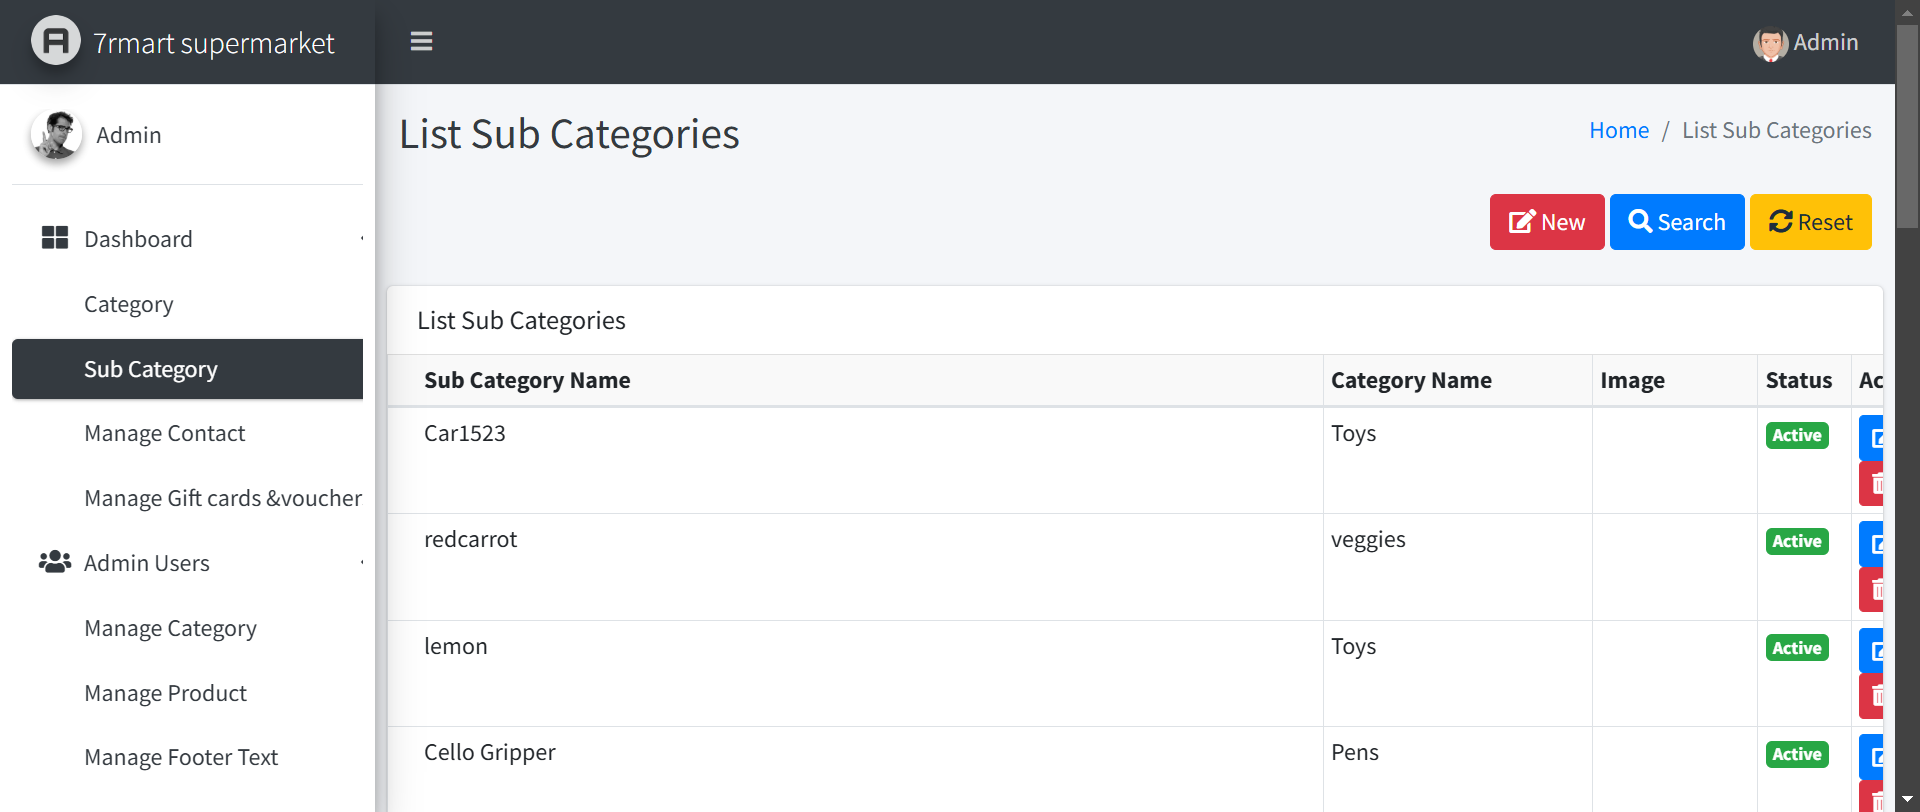 7rmart supermarket
Admin
Admin
List Sub Categories
Home / List Sub Categories
New Search Reset
Dashboard
Category
Sub Category
Manage Contact
Manage Gift cards &voucher
Admin Users
Manage Category
Manage Product
Manage Footer Text
List Sub Categories
Sub Category Name Category Name Image Status Ac
Car1523 Toys Active
redcarrot veggies Active
lemon Toys Active
Cello Gripper Pens Active